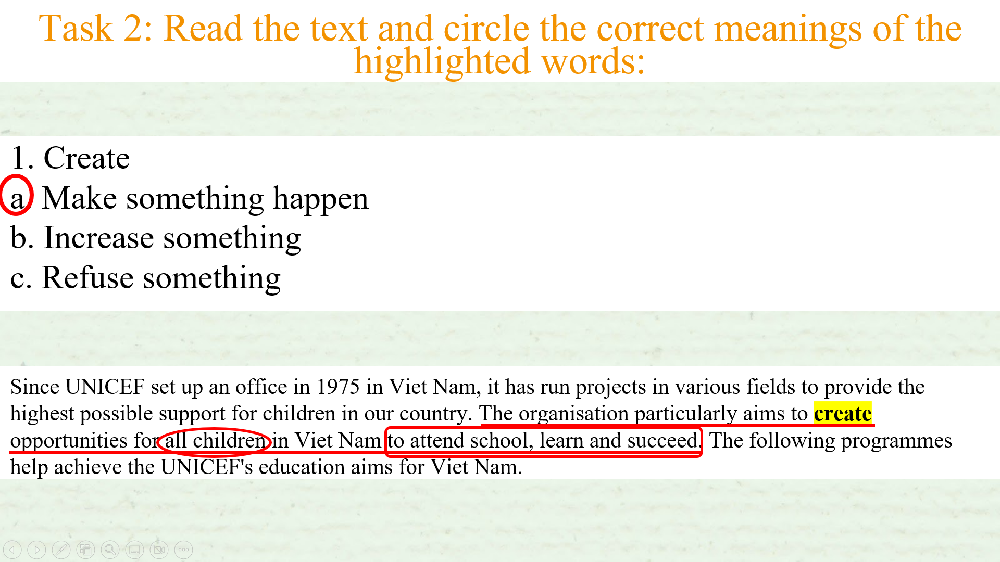 Task 2: Read the text and circle the correct meanings of the
highlighted words:
1. Create
a. Make something happen
b. Increase something
c. Refuse something
Since UNICEF set up an office in 1975 in Viet Nam, it has run projects in various fields to provide the
highest possible support for children in our country. The organisation particularly aims to create
opportunities for all children in Viet Nam to attend school, learn and succeed. The following programmes
help achieve the UNICEF's education aims for Viet Nam.